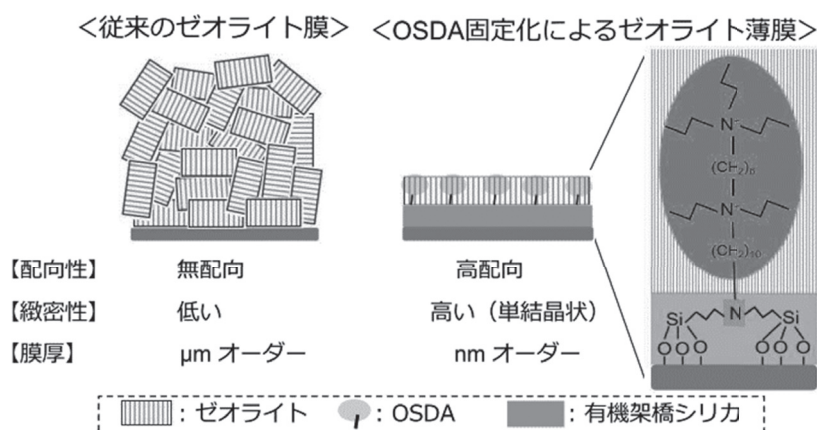 ＜従来のゼオライト膜＞ ＜OSDA固定化によるゼオライト薄膜＞
N
(CH₂)₆
N
(CH₂)₁₀
N
Si Si
O O O O O O
【配向性】 無配向 高配向
【緻密性】 低い 高い（単結晶状）
【膜厚】 μm オーダー nm オーダー
：ゼオライト ：OSDA ：有機架橋シリカ